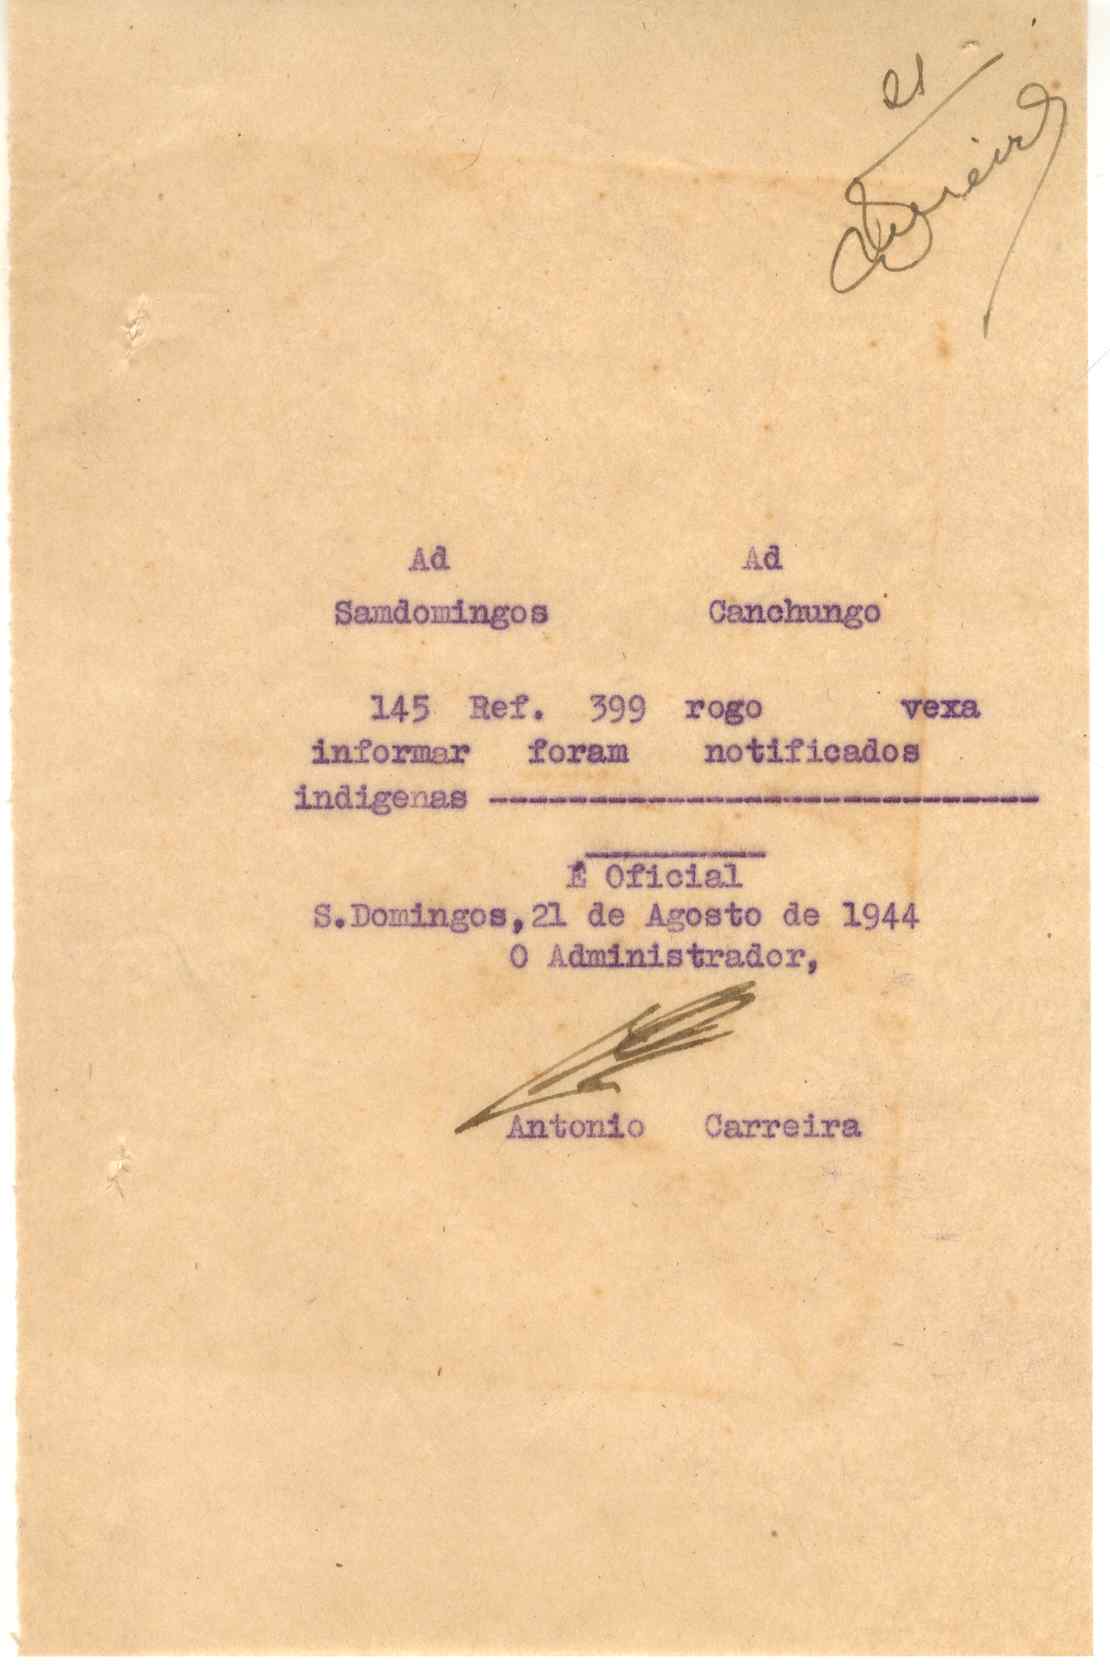 21
Ad Ad
Samdomingos Canchungo
145 Ref. 399 rogo vexa
informar foram notificados
indigenas ----------------------------
É Oficial
S.Domingos,21 de Agosto de 1944
O Administrador,
Antonio Carreira